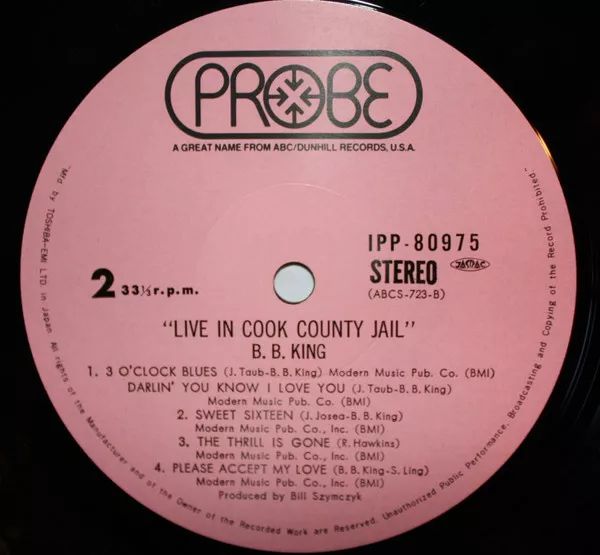 PROBE
A GREAT NAME FROM ABC/DUNHILL RECORDS, U.S.A.
IPP-80975
STEREO JASRAC
(ABCS-723-B)
2 33⅓ r.p.m.
"LIVE IN COOK COUNTY JAIL"
B. B. KING
1. 3 O'CLOCK BLUES (J. Taub-B. B. King) Modern Music Pub. Co. (BMI)
DARLIN' YOU KNOW I LOVE YOU (J. Taub-B. B. King)
Modern Music Pub. Co. (BMI)
2. SWEET SIXTEEN (J. Josea-B. B. King)
Modern Music Pub. Co., Inc. (BMI)
3. THE THRILL IS GONE (R. Hawkins)
Modern Music Pub. Co., Inc. (BMI)
4. PLEASE ACCEPT MY LOVE (B. B. King-S. Ling)
Modern Music Pub. Co., Inc. (BMI)
Produced by Bill Szymczyk
"Mfd by TOSHIBA-EMI LTD. in Japan. All rights of the Manufacturer and of the Owner of the Recorded Work are Reserved. Unauthorized Public Performance, Broadcasting and Copying of the Record Prohibited"